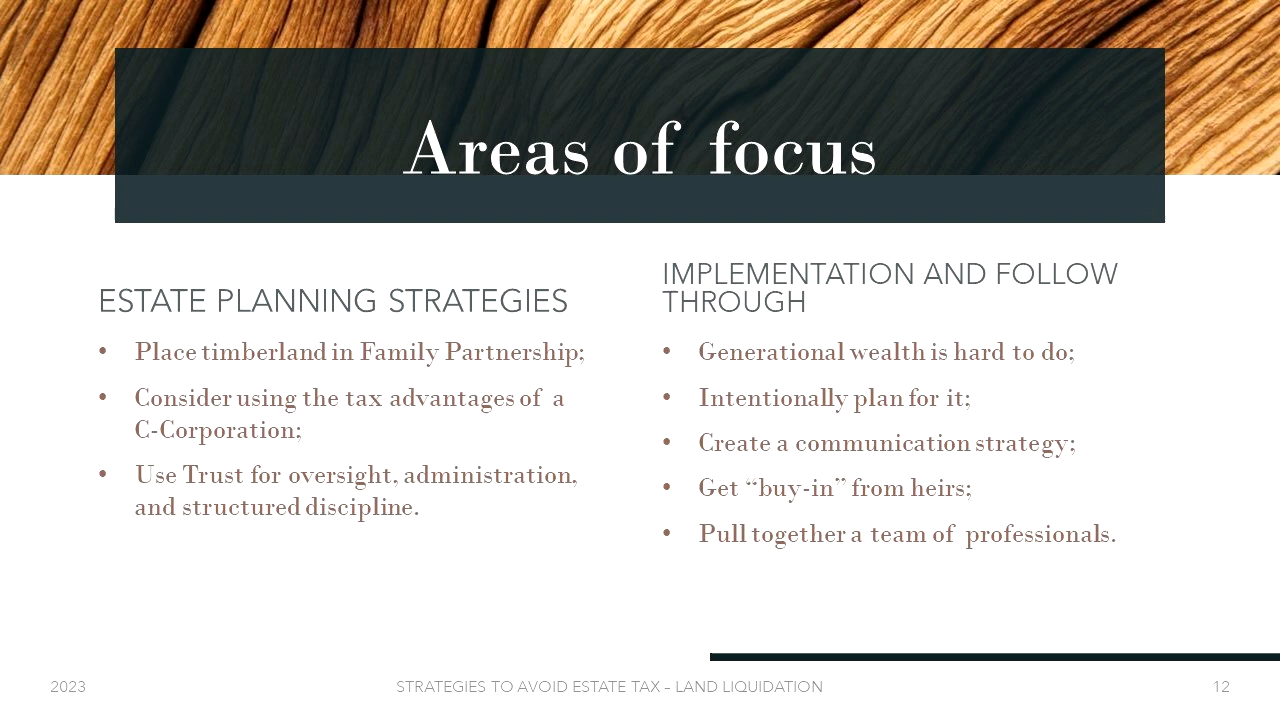 Areas of focus
ESTATE PLANNING STRATEGIES
• Place timberland in Family Partnership;
• Consider using the tax advantages of a
C-Corporation;
• Use Trust for oversight, administration,
and structured discipline.
IMPLEMENTATION AND FOLLOW
THROUGH
• Generational wealth is hard to do;
• Intentionally plan for it;
• Create a communication strategy;
• Get “buy-in” from heirs;
• Pull together a team of professionals.
2023
STRATEGIES TO AVOID ESTATE TAX – LAND LIQUIDATION
12